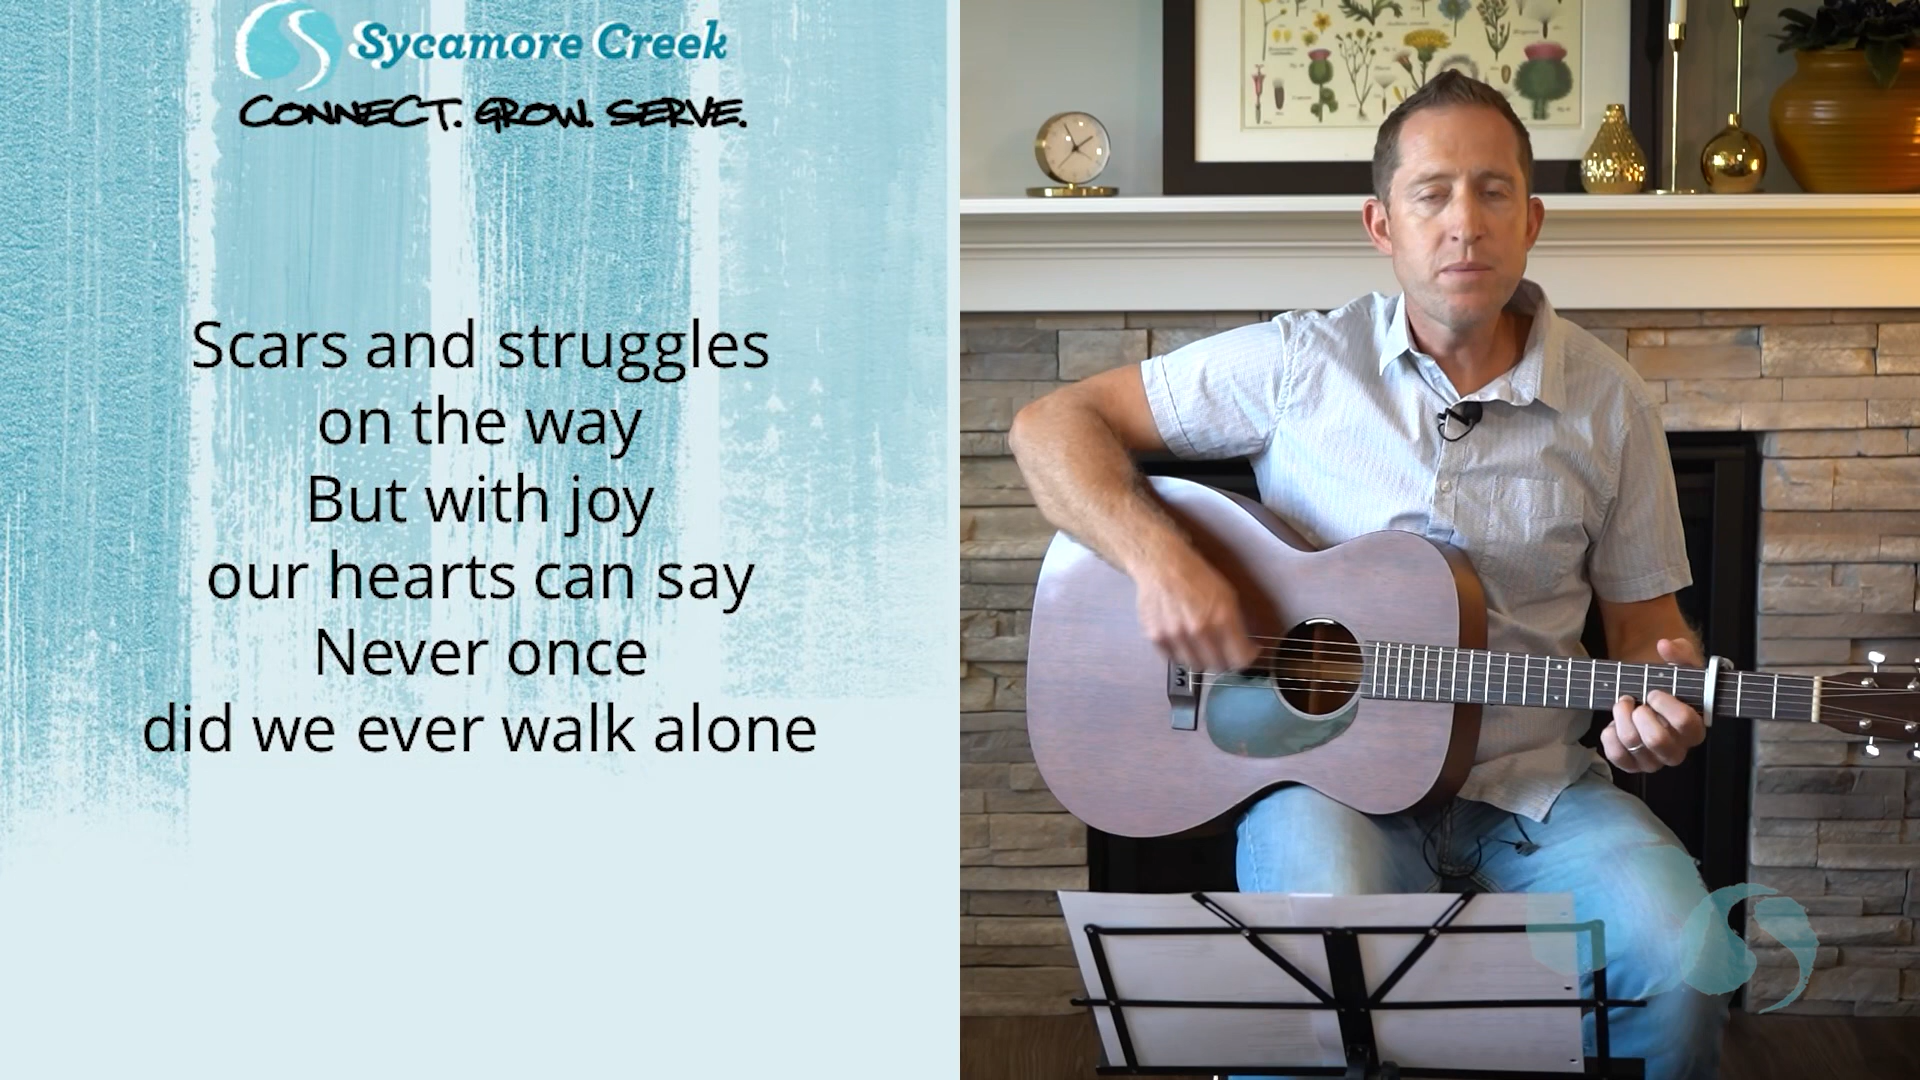 Sycamore Creek
CONNECT. GROW. SERVE.
Scars and struggles
on the way
But with joy
our hearts can say
Never once
did we ever walk alone